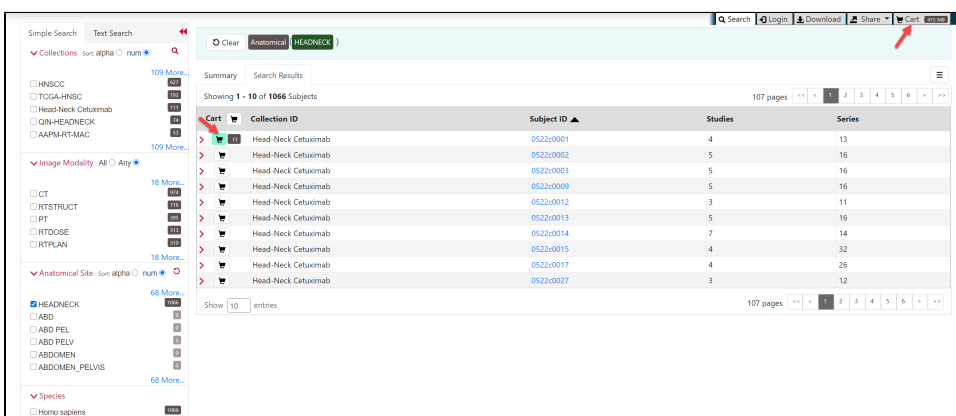 Search Login Download Share Cart 415 MB
Simple Search Text Search
Clear Anatomical ( HEADNECK )
Collections Sort: alpha num
109 More...
HNSCC 627
TCGA-HNSC 192
Head-Neck Cetuximab 111
QIN-HEADNECK 74
AAPM-RT-MAC 53
109 More...
Image Modality All Any
18 More...
CT 974
RTSTRUCT 716
PT 395
RTDOSE 313
RTPLAN 310
18 More...
Anatomical Site Sort: alpha num
68 More...
HEADNECK 1066
ABD 0
ABD PEL 0
ABD PELV 0
ABDOMEN 0
ABDOMEN_PELVIS 0
68 More...
Species
Homo sapiens 1066
Summary Search Results
Showing 1 - 10 of 1066 Subjects 107 pages << < 1 2 3 4 5 6 > >>
Cart Collection ID Subject ID Studies Series
13 Head-Neck Cetuximab 0522c0001 4 13
Head-Neck Cetuximab 0522c0002 5 16
Head-Neck Cetuximab 0522c0003 5 16
Head-Neck Cetuximab 0522c0009 5 16
Head-Neck Cetuximab 0522c0012 3 11
Head-Neck Cetuximab 0522c0013 5 16
Head-Neck Cetuximab 0522c0014 7 14
Head-Neck Cetuximab 0522c0015 4 32
Head-Neck Cetuximab 0522c0017 4 26
Head-Neck Cetuximab 0522c0027 3 12
Show 10 entries 107 pages << < 1 2 3 4 5 6 > >>